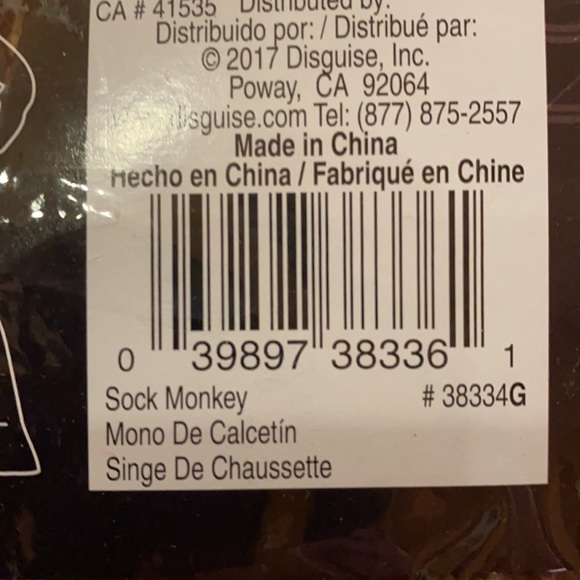 CA # 41535 Distributed by:
Distribuido por: / Distribué par:
© 2017 Disguise, Inc.
Poway, CA 92064
Tel: (877) 875-2557
Made in China
Hecho en China / Fabriqué en Chine
0 39897 38336 1
Sock Monkey # 38334G
Mono De Calcetín
Singe De Chaussette